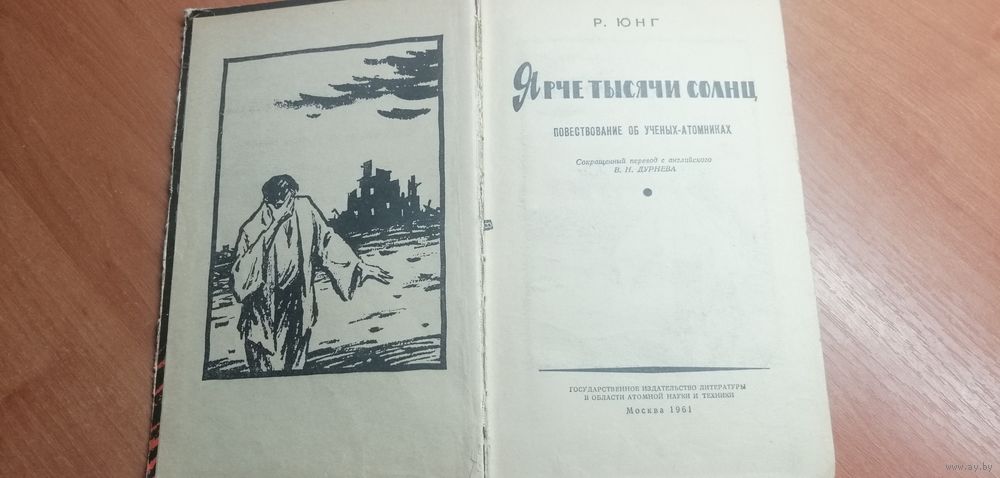 Р. ЮНГ
ЯРЧЕ ТЫСЯЧИ СОЛНЦ
ПОВЕСТВОВАНИЕ ОБ УЧЕНЫХ-АТОМНИКАХ
Сокращенный перевод с английского
В. Н. ДУРНЕВА
ГОСУДАРСТВЕННОЕ ИЗДАТЕЛЬСТВО ЛИТЕРАТУРЫ
В ОБЛАСТИ АТОМНОЙ НАУКИ И ТЕХНИКИ
Москва 1961
www.ay.by